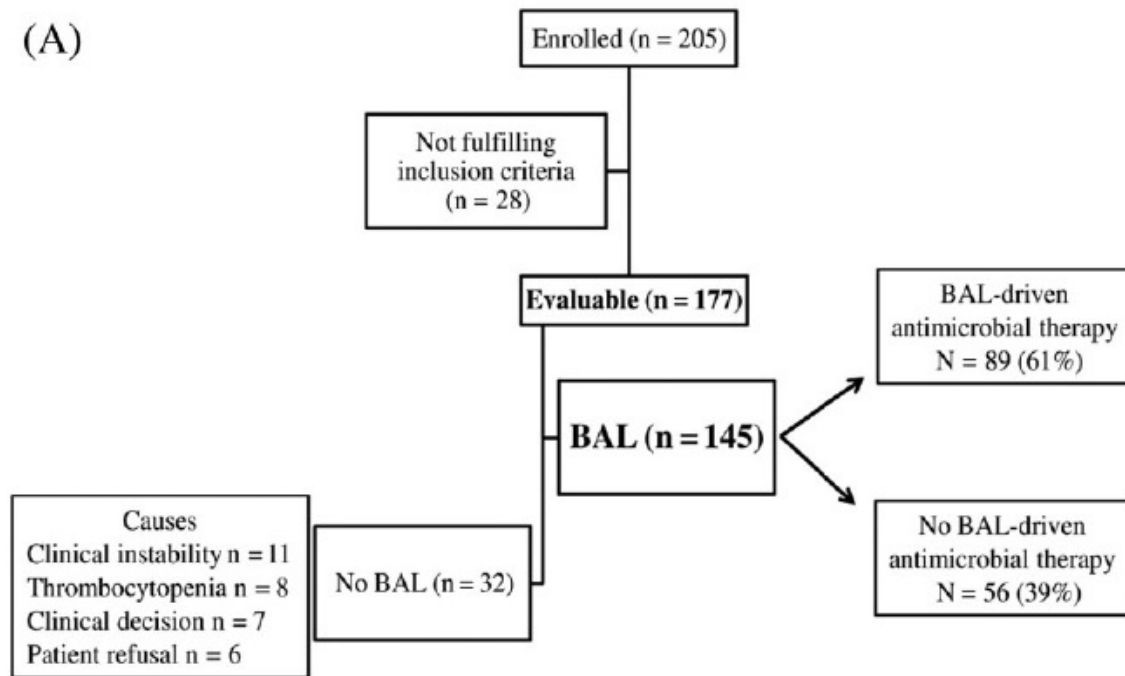 (A)
Enrolled (n = 205)
Not fulfilling
inclusion criteria
(n = 28)
Evaluable (n = 177)
BAL (n = 145)
BAL-driven
antimicrobial therapy
N = 89 (61%)
No BAL-driven
antimicrobial therapy
N = 56 (39%)
No BAL (n = 32)
Causes
Clinical instability n = 11
Thrombocytopenia n = 8
Clinical decision n = 7
Patient refusal n = 6